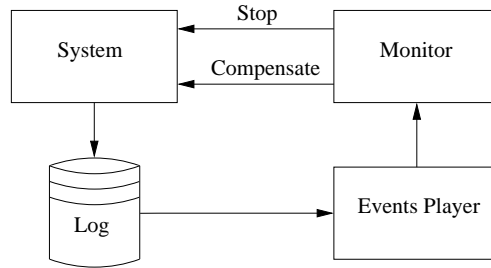 Stop
System
Monitor
Compensate
Log
Events Player